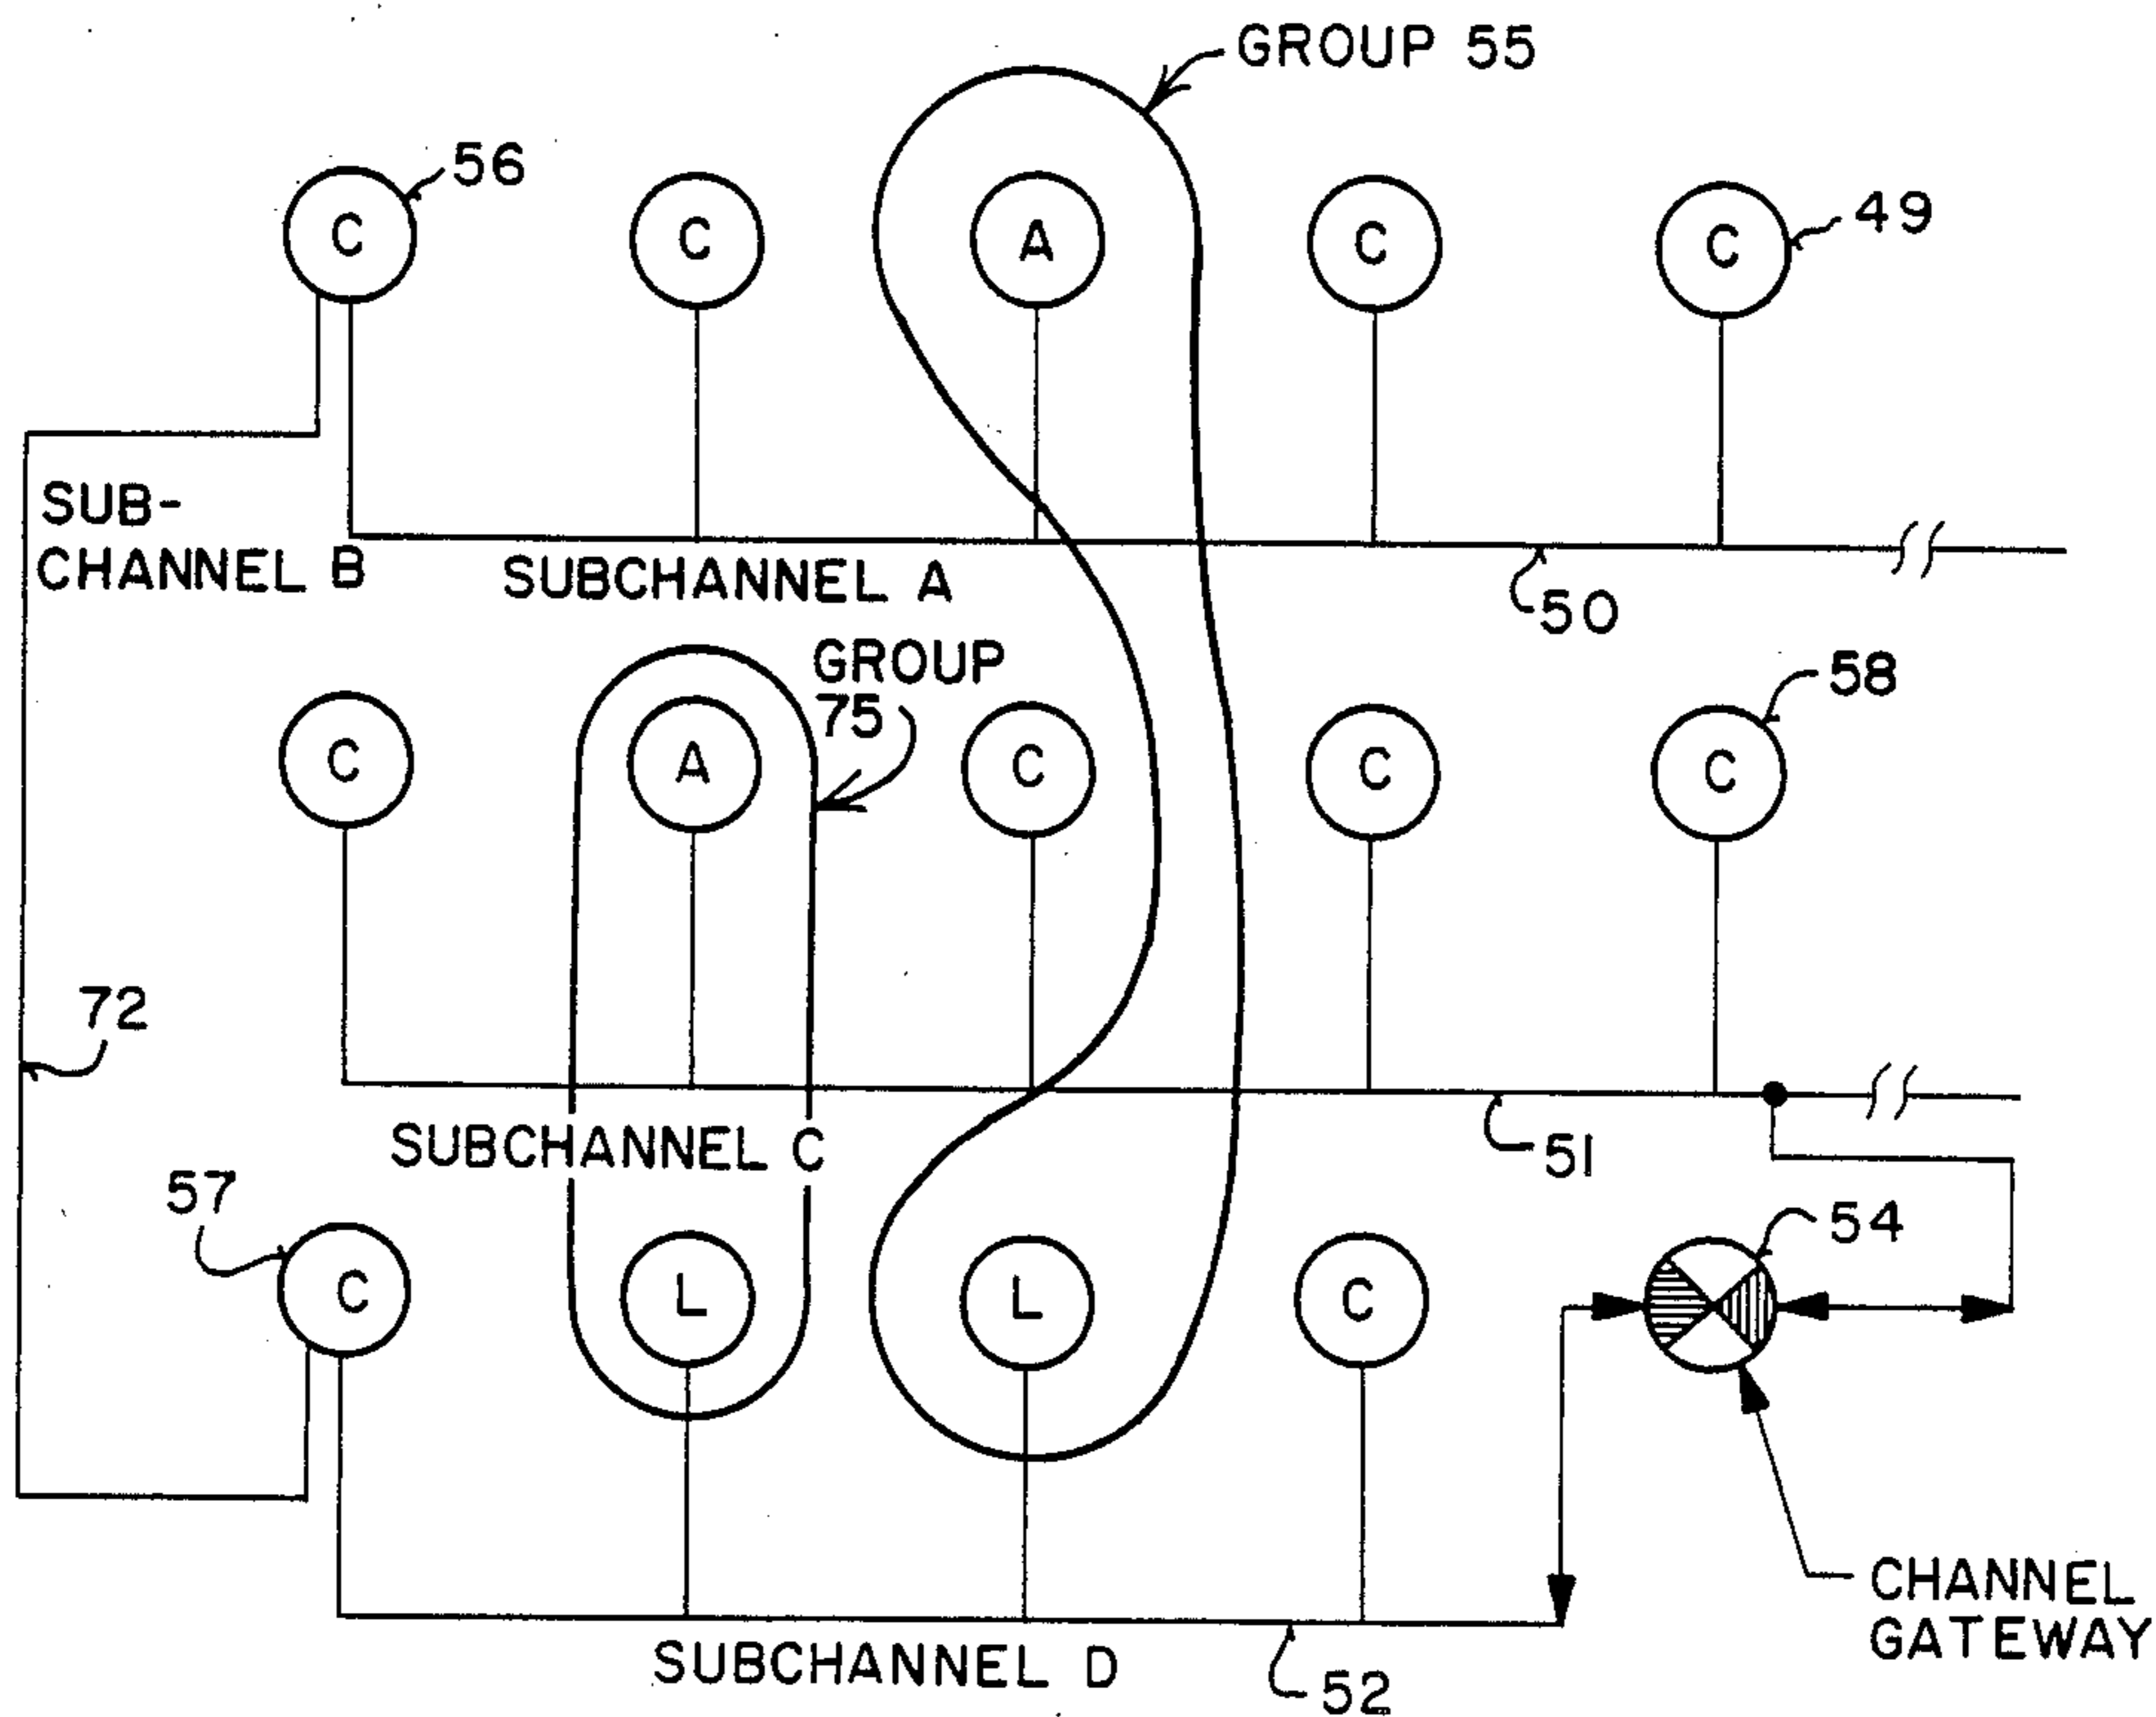 GROUP 55
56
C
C
A
C
C
49
SUB-
CHANNEL B
SUBCHANNEL A
50
GROUP
75
58
C
A
C
C
C
72
SUBCHANNEL C
51
57
54
C
L
L
C
CHANNEL
GATEWAY
SUBCHANNEL D
52